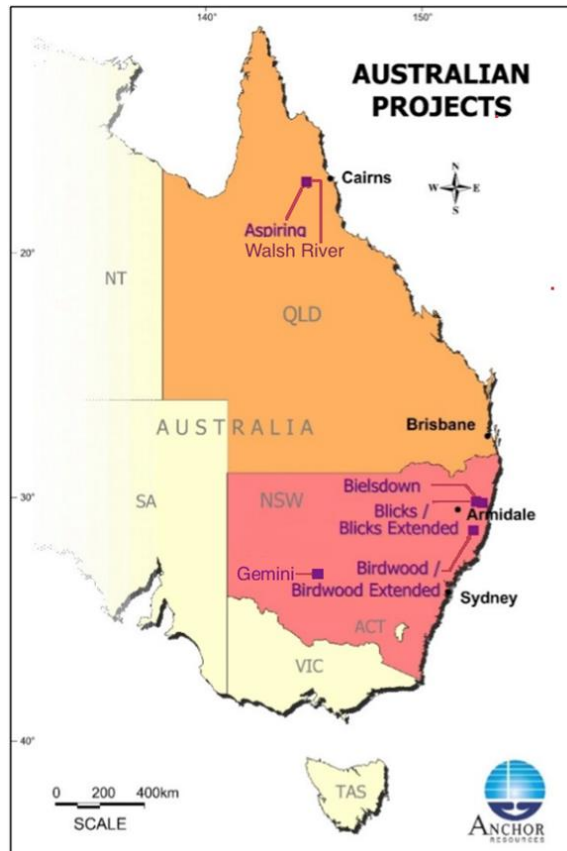 140°
150°
AUSTRALIAN
PROJECTS
N
W E
S
Cairns
Aspiring
Walsh River
20°
NT
QLD
Brisbane
AUSTRALIA
SA
NSW
Bielsdown
Blicks /
Armidale
Blicks Extended
30°
Gemini
Birdwood /
Birdwood Extended
Sydney
ACT
VIC
40°
TAS
0 200 400km
SCALE
ANCHOR
RESOURCES